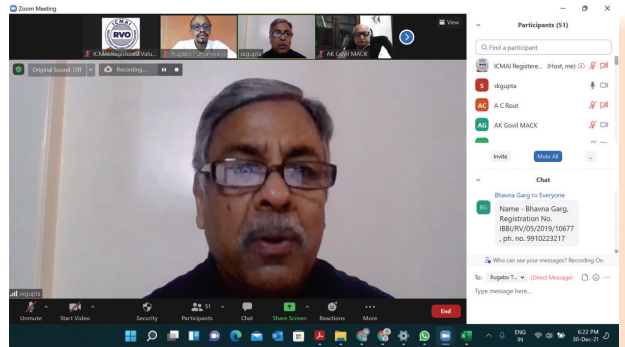 Zoom Meeting
View
ICMAI
RVO
ICMAI Registered Valu...
Rugabo Turyahwayo
skgupta
AK Govil MACK
Original Sound: Off
Recording...
skgupta
Unmute
Start Video
Security
51
Participants
Chat
Share Screen
Reactions
More
End
Participants (51)
Find a participant
ICMAI Registere... (Host, me)
S skgupta
AC A C Rout
AG AK Govil MACK
Invite
Mute All
...
Chat
Bhavna Garg to Everyone
BG
Name - Bhavna Garg,
Registration No.
IBBI/RV/05/2019/10677
, ph. no. 9910223217
Who can see your messages? Recording On
To: Rugabo T... (Direct Message)
Type message here...
ENG
IN
6:22 PM
30-Dec-21